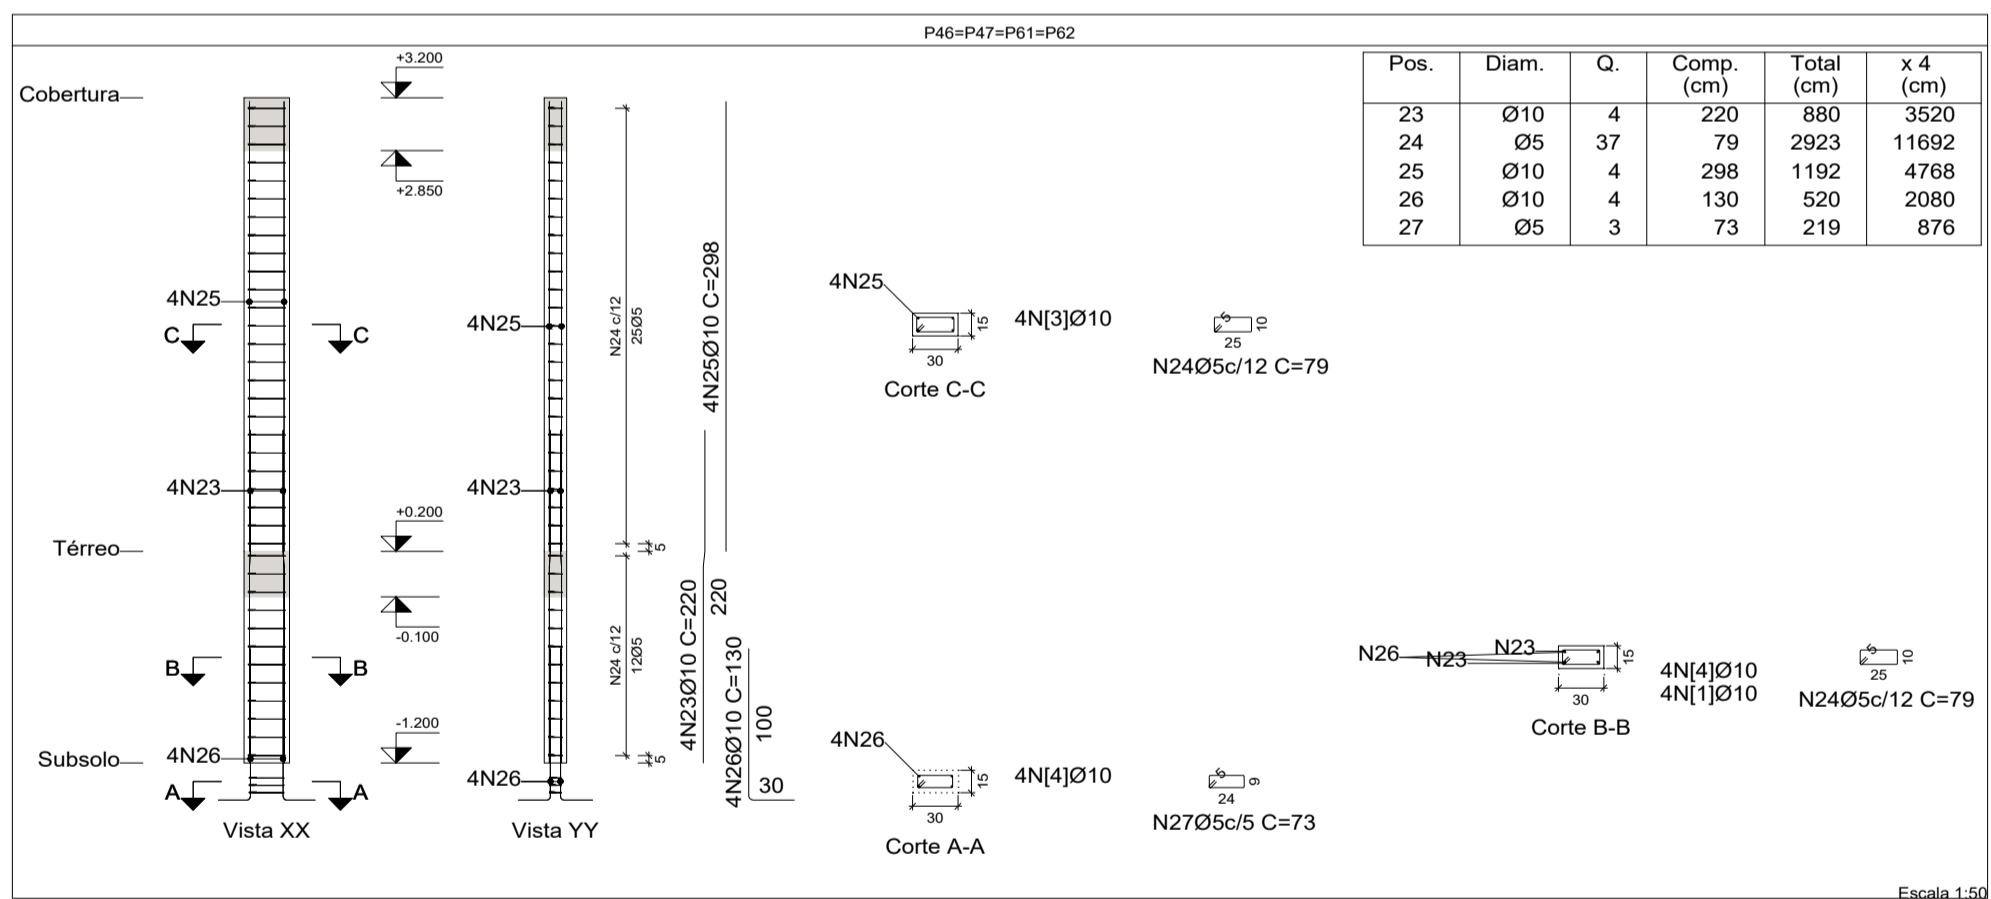 P46=P47=P61=P62
Pos. Diam. Q. Comp. (cm) Total (cm) x 4 (cm)
23 Ø10 4 220 880 3520
24 Ø5 37 79 2923 11692
25 Ø10 4 298 1192 4768
26 Ø10 4 130 520 2080
27 Ø5 3 73 219 876
Cobertura
+3.200
+2.850
4N25
C C
4N23
Térreo
+0.200
-0.100
B B
-1.200
Subsolo
4N26
A A
Vista XX
4N25
4N23
4N26
Vista YY
N24 c/12
25Ø5
5
N24 c/12
12Ø5
5
4N25Ø10 C=298
4N23Ø10 C=220
220
4N26Ø10 C=130
100
30
4N25
15
30
4N[3]Ø10
Corte C-C
5
10
25
N24Ø5c/12 C=79
4N26
15
30
4N[4]Ø10
Corte A-A
5
9
24
N27Ø5c/5 C=73
N26
N23
N23
15
30
4N[4]Ø10
4N[1]Ø10
Corte B-B
5
10
25
N24Ø5c/12 C=79
Escala 1:50